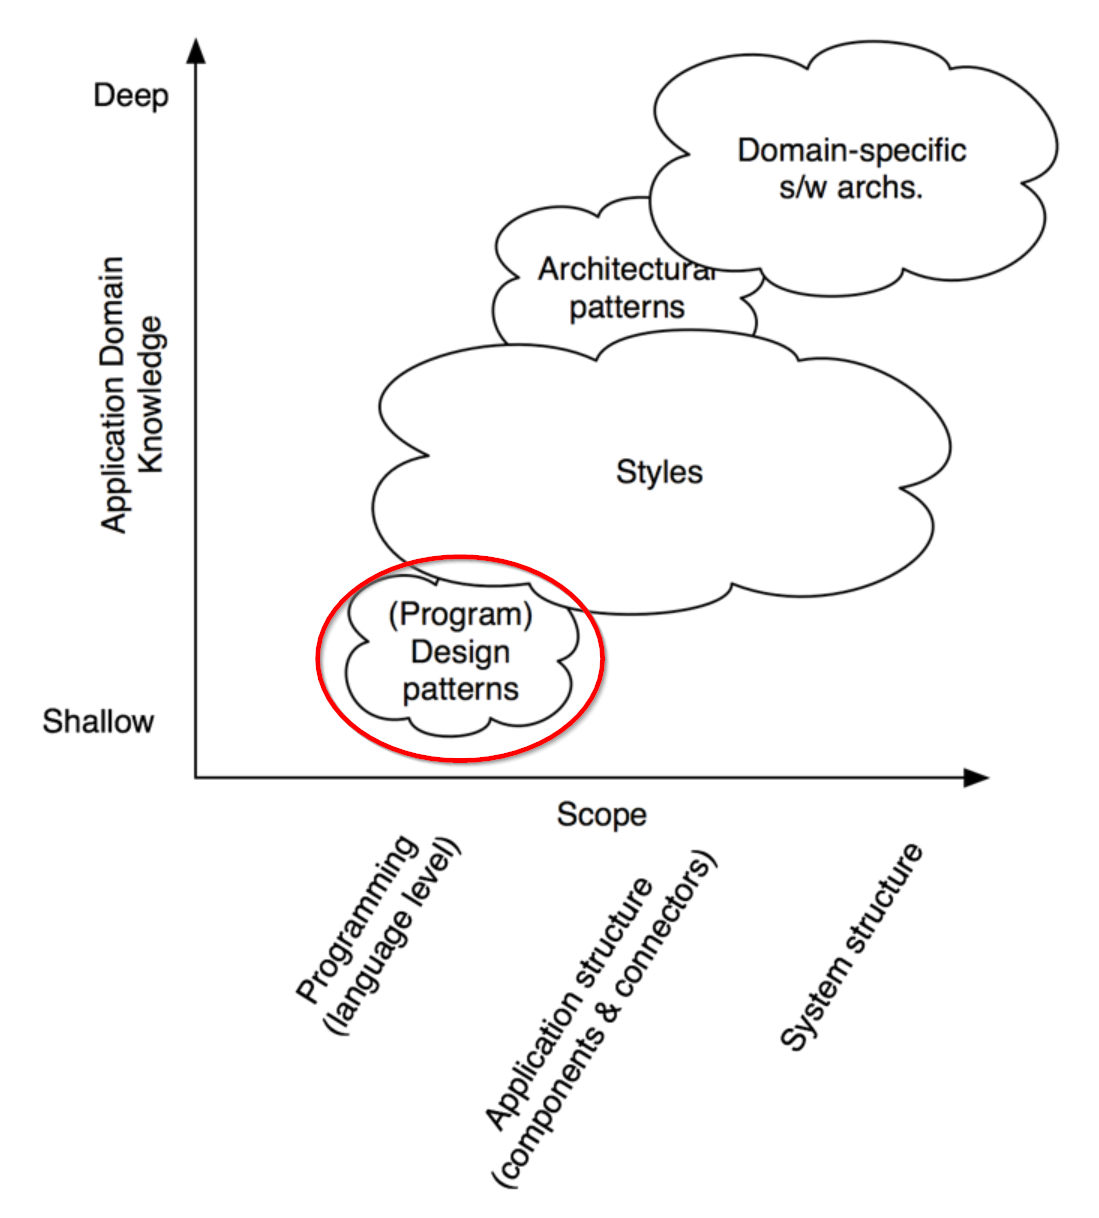 Deep
Domain-specific
s/w archs.
Architectural
patterns
Application Domain
Knowledge
Styles
(Program)
Design
patterns
Shallow
Scope
Programming
(language level)
Application structure
(components & connectors)
System structure